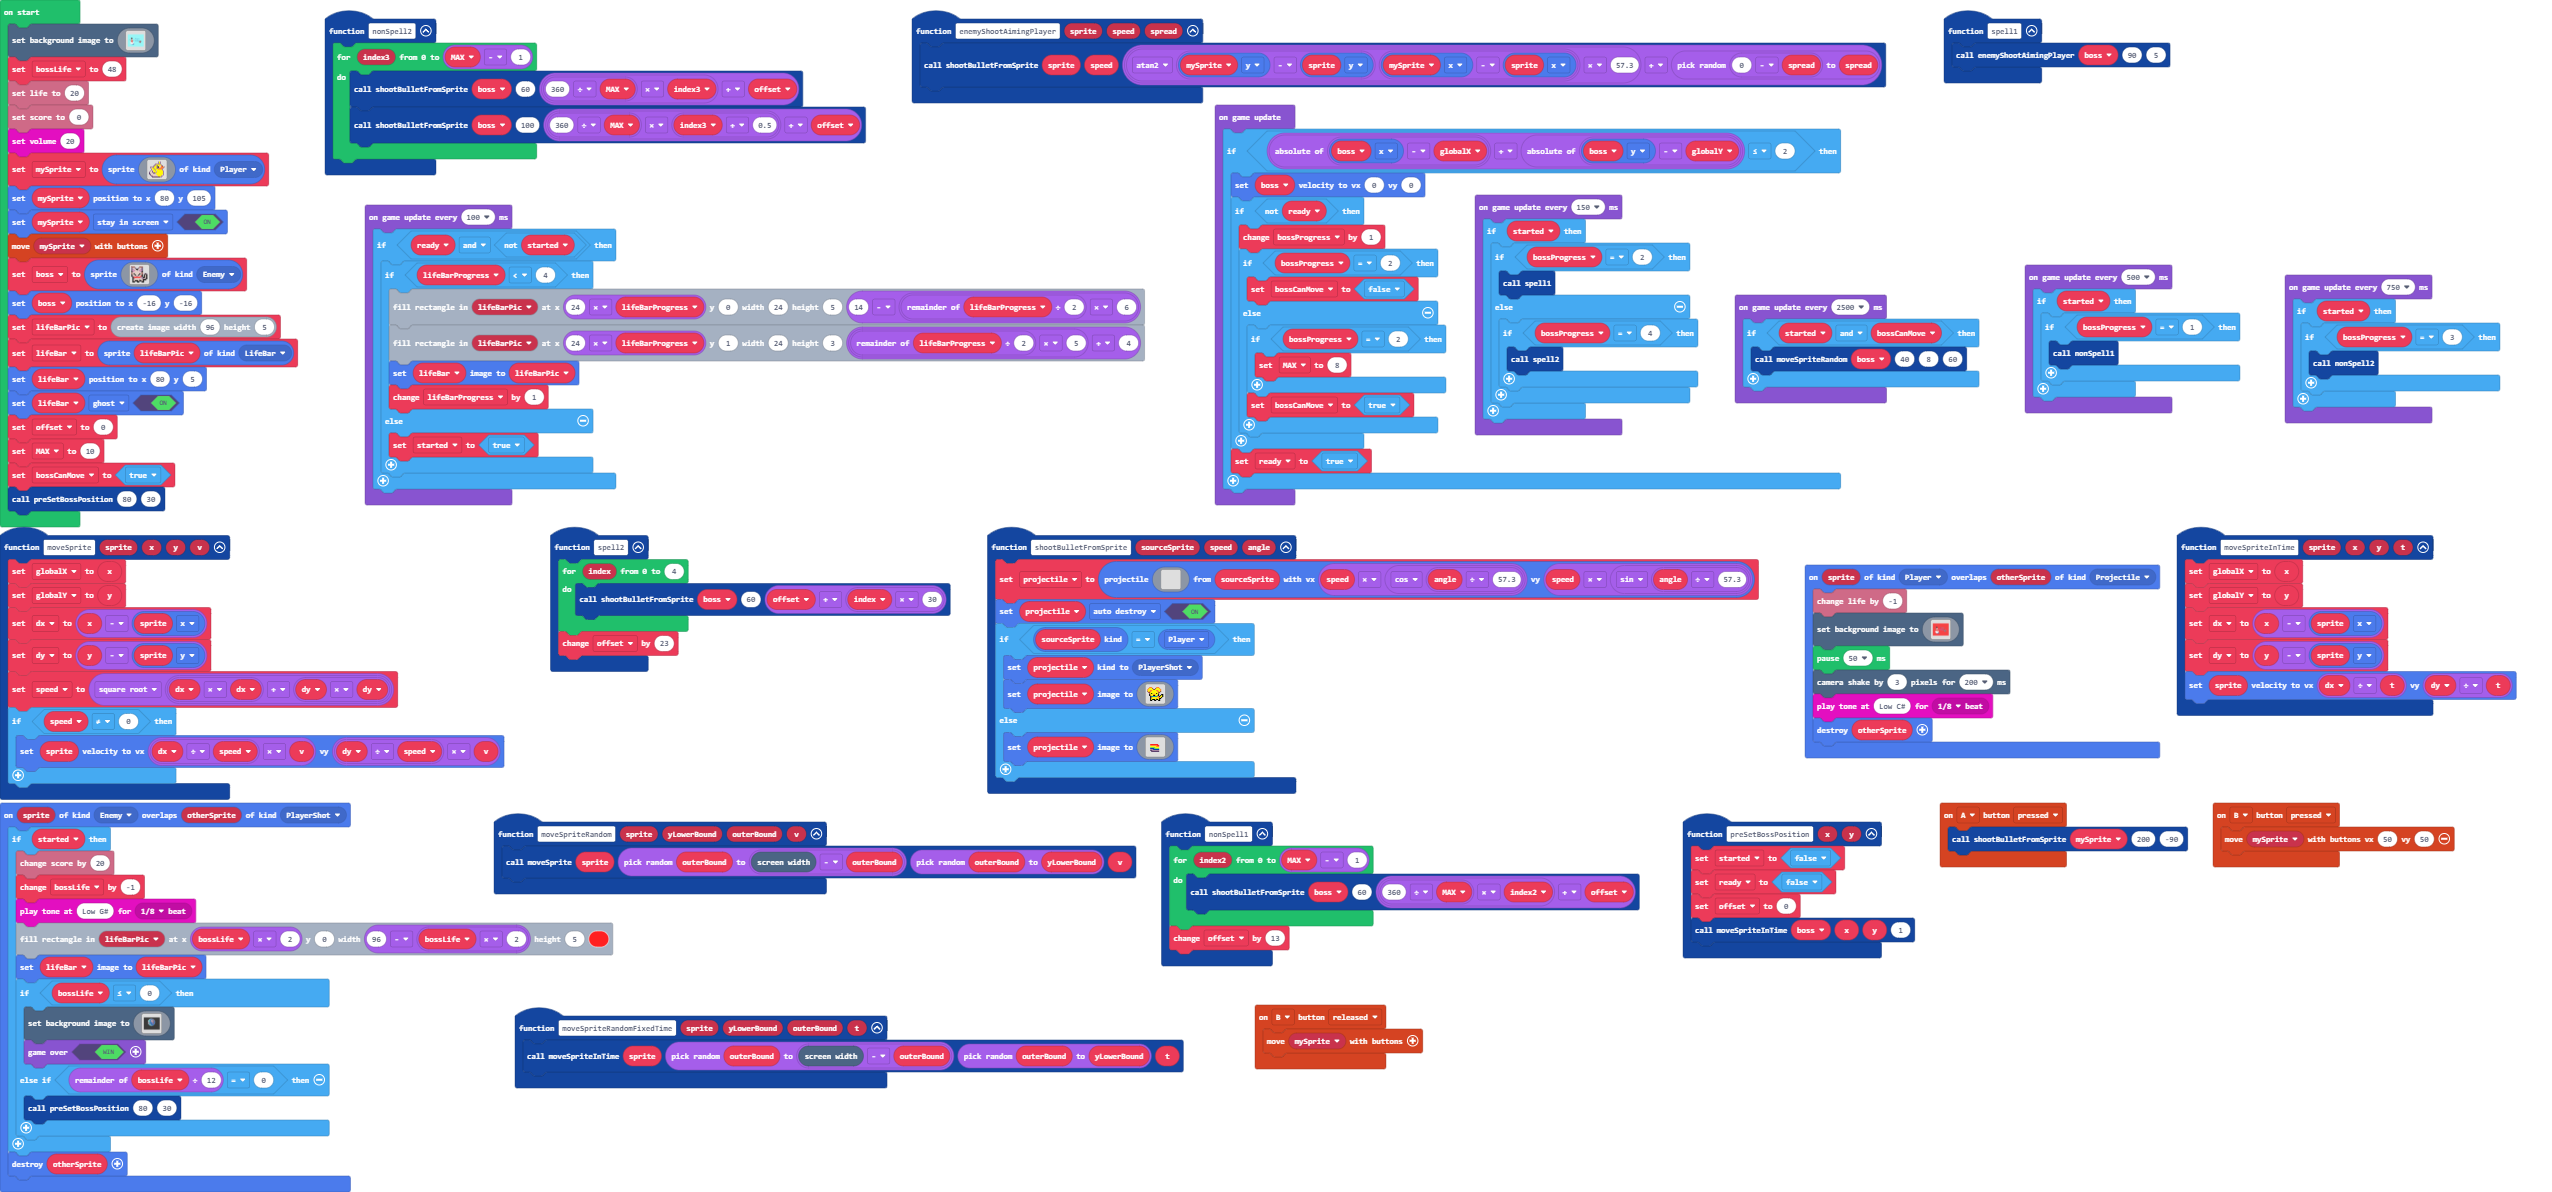 on start
set background image to
set bossLife to 48
set life to 20
set score to 0
set volume 20
set mySprite to sprite of kind Player
set mySprite position to x 80 y 105
set mySprite stay in screen ON
move mySprite with buttons
set boss to sprite of kind Enemy
set boss position to x -16 y -16
set lifeBarPic to create image width 96 height 5
set lifeBar to sprite lifeBarPic of kind LifeBar
set lifeBar position to x 80 y 5
set lifeBar ghost ON
set offset to 0
set MAX to 10
set bossCanMove to true
call preSetBossPosition 80 30
function nonSpell2
for index3 from 0 to MAX - 1
do
call shootBulletFromSprite boss 60 360 ÷ MAX × index3 + offset
call shootBulletFromSprite boss 100 360 ÷ MAX × index3 + 0.5 + offset
function enemyShootAimingPlayer sprite speed spread
call shootBulletFromSprite sprite speed atan2 mySprite y - sprite y mySprite x - sprite x × 57.3 + pick random 0 - spread to spread
function spell1
call enemyShootAimingPlayer boss 90 5
on game update every 100 ms
if ready and not started then
if lifeBarProgress < 4 then
fill rectangle in lifeBarPic at x 24 × lifeBarProgress y 0 width 24 height 5 14 - remainder of lifeBarProgress ÷ 2 × 6
fill rectangle in lifeBarPic at x 24 × lifeBarProgress y 1 width 24 height 3 remainder of lifeBarProgress ÷ 2 × 5 + 4
set lifeBar image to lifeBarPic
change lifeBarProgress by 1
else
set started to true
on game update
if absolute of boss x - globalX + absolute of boss y - globalY ≤ 2 then
set boss velocity to vx 0 vy 0
if not ready then
change bossProgress by 1
if bossProgress = 2 then
set bossCanMove to false
else
if bossProgress = 2 then
set MAX to 8
set bossCanMove to true
set ready to true
on game update every 150 ms
if started then
if bossProgress = 2 then
call spell1
else
if bossProgress = 4 then
call spell2
on game update every 2500 ms
if started and bossCanMove then
call moveSpriteRandom boss 40 8 60
on game update every 500 ms
if started then
if bossProgress = 1 then
call nonSpell1
on game update every 750 ms
if started then
if bossProgress = 3 then
call nonSpell2
function moveSprite sprite x y v
set globalX to x
set globalY to y
set dx to x - sprite x
set dy to y - sprite y
set speed to square root dx × dx + dy × dy
if speed ≠ 0 then
set sprite velocity to vx dx ÷ speed × v vy dy ÷ speed × v
function spell2
for index from 0 to 4
do
call shootBulletFromSprite boss 60 offset + index × 30
change offset by 23
function shootBulletFromSprite sourceSprite speed angle
set projectile to projectile from sourceSprite with vx speed × cos angle ÷ 57.3 vy speed × sin angle ÷ 57.3
set projectile auto destroy ON
if sourceSprite kind = Player then
set projectile kind to PlayerShot
set projectile image to
else
set projectile image to
on sprite of kind Player overlaps otherSprite of kind Projectile
change life by -1
set background image to
pause 50 ms
camera shake by 3 pixels for 200 ms
play tone at Low C# for 1/8 beat
destroy otherSprite
function moveSpriteInTime sprite x y t
set globalX to x
set globalY to y
set dx to x - sprite x
set dy to y - sprite y
set sprite velocity to vx dx ÷ t vy dy ÷ t
on sprite of kind Enemy overlaps otherSprite of kind PlayerShot
if started then
change score by 20
change bossLife by -1
play tone at Low G# for 1/8 beat
fill rectangle in lifeBarPic at x bossLife × 2 y 0 width 96 - bossLife × 2 height 5
set lifeBar image to lifeBarPic
if bossLife ≤ 0 then
set background image to
game over WIN
else if remainder of bossLife ÷ 12 = 0 then
call preSetBossPosition 80 30
destroy otherSprite
function moveSpriteRandom sprite yLowerBound outerBound v
call moveSprite sprite pick random outerBound to screen width - outerBound pick random outerBound to yLowerBound v
function nonSpell1
for index2 from 0 to MAX - 1
do
call shootBulletFromSprite boss 60 360 ÷ MAX × index2 + offset
change offset by 13
function preSetBossPosition x y
set started to false
set ready to false
set offset to 0
call moveSpriteInTime boss x y 1
on A button pressed
call shootBulletFromSprite mySprite 200 -90
on B button pressed
move mySprite with buttons vx 50 vy 50
function moveSpriteRandomFixedTime sprite yLowerBound outerBound t
call moveSpriteInTime sprite pick random outerBound to screen width - outerBound pick random outerBound to yLowerBound t
on B button released
move mySprite with buttons